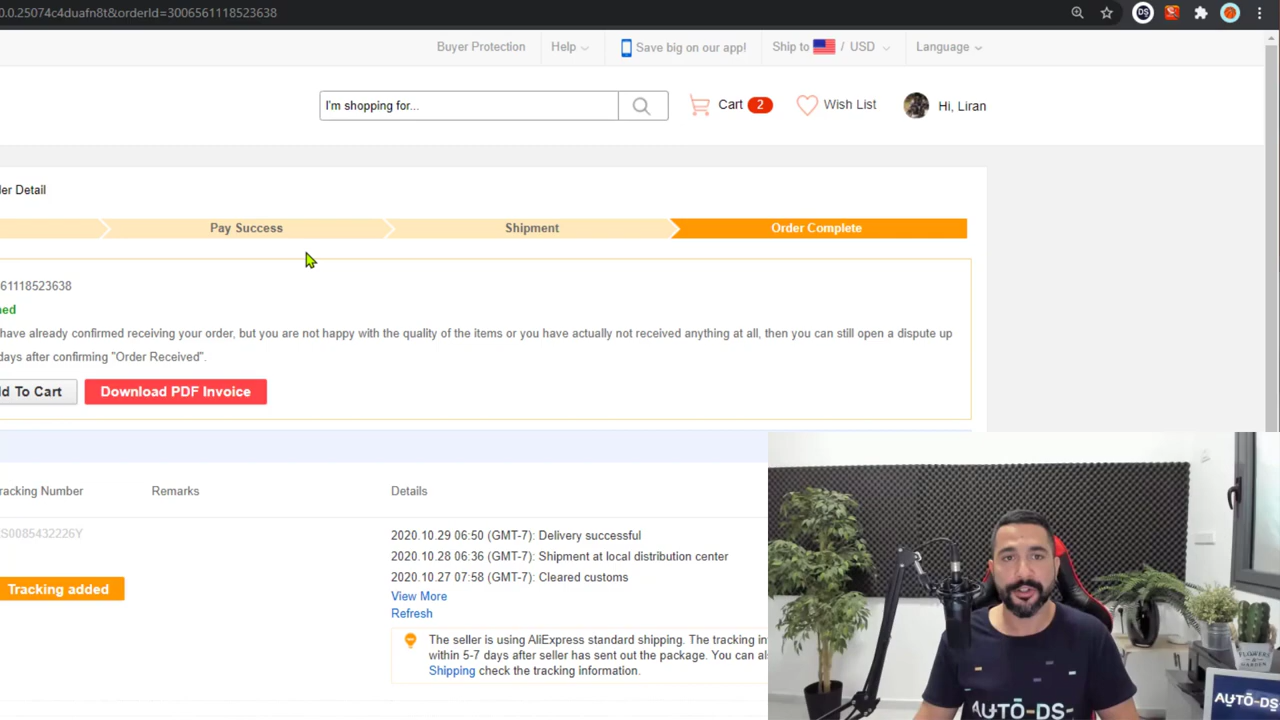 0.0.25074c4duafn8t&orderId=3006561118523638
DS
Buyer Protection
Help
Save big on our app!
Ship to / USD
Language
I'm shopping for...
Cart 2
Wish List
Hi, Liran
er Detail
Pay Success
Shipment
Order Complete
61118523638
ed
have already confirmed receiving your order, but you are not happy with the quality of the items or you have actually not received anything at all, then you can still open a dispute up
days after confirming "Order Received".
d To Cart
Download PDF Invoice
racking Number
Remarks
Details
S0085432226Y
2020.10.29 06:50 (GMT-7): Delivery successful
2020.10.28 06:36 (GMT-7): Shipment at local distribution center
2020.10.27 07:58 (GMT-7): Cleared customs
Tracking added
View More
Refresh
The seller is using AliExpress standard shipping. The tracking in
within 5-7 days after seller has sent out the package. You can al
Shipping check the tracking information.
FLOWERS
& GARDEN
AUTO-DS-
AUTO-DS